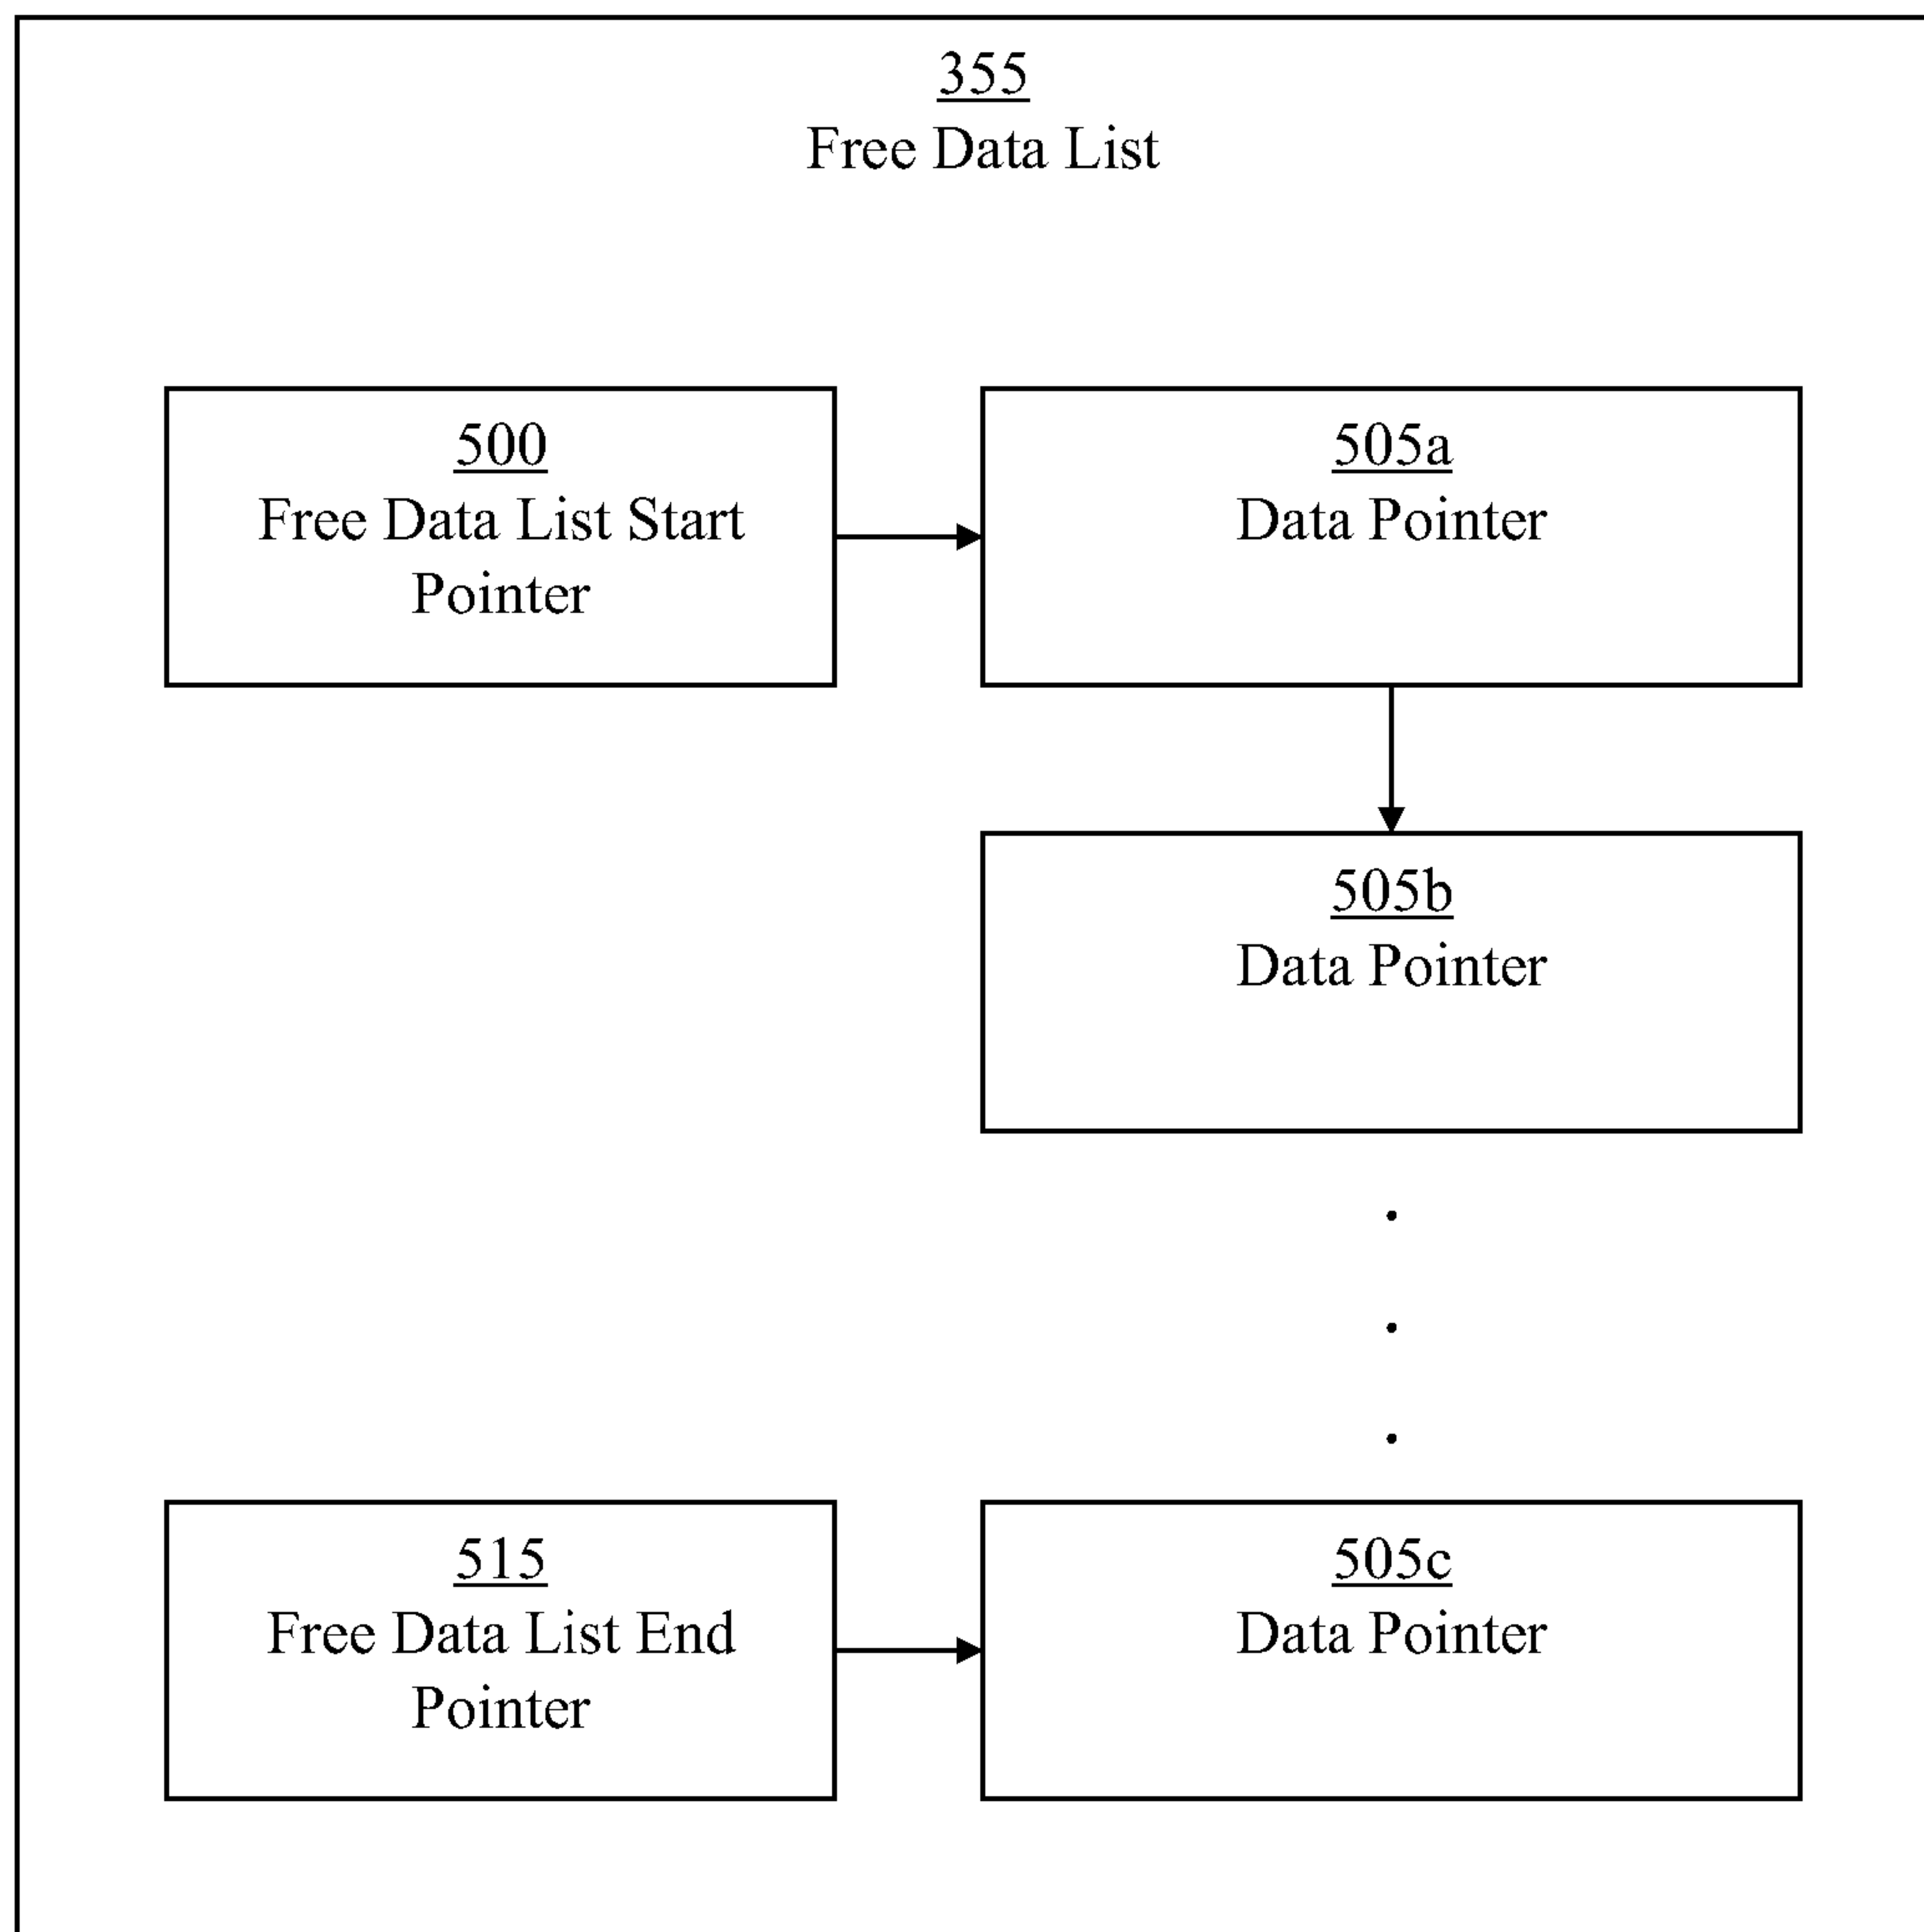 355
Free Data List
500
Free Data List Start
Pointer
505a
Data Pointer
505b
Data Pointer
.
.
.
515
Free Data List End
Pointer
505c
Data Pointer